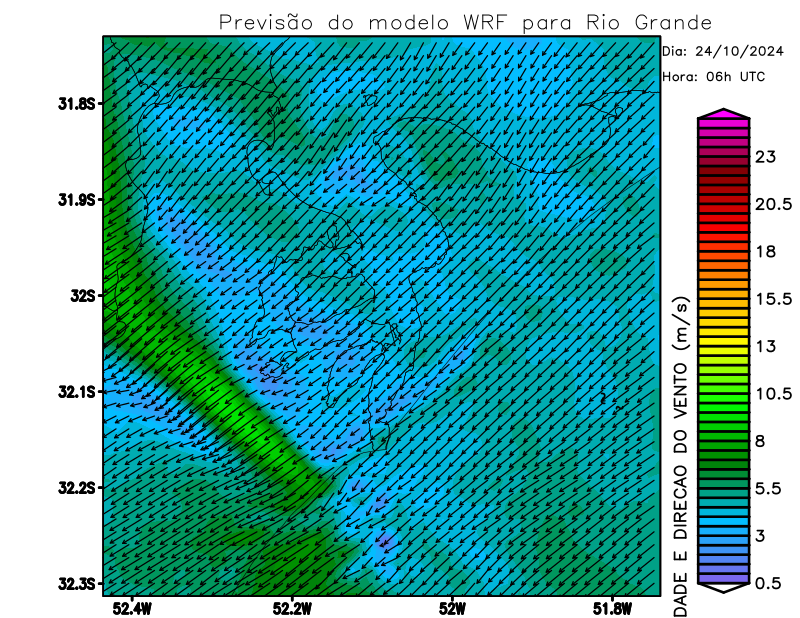 Previsão do modelo WRF para Rio Grande
Dia: 24/10/2024
Hora: 06h UTC
31.8S
31.9S
32S
32.1S
32.2S
32.3S
52.4W
52.2W
52W
51.8W
23
20.5
18
15.5
13
10.5
8
5.5
3
0.5
DADE E DIRECAO DO VENTO (m/s)